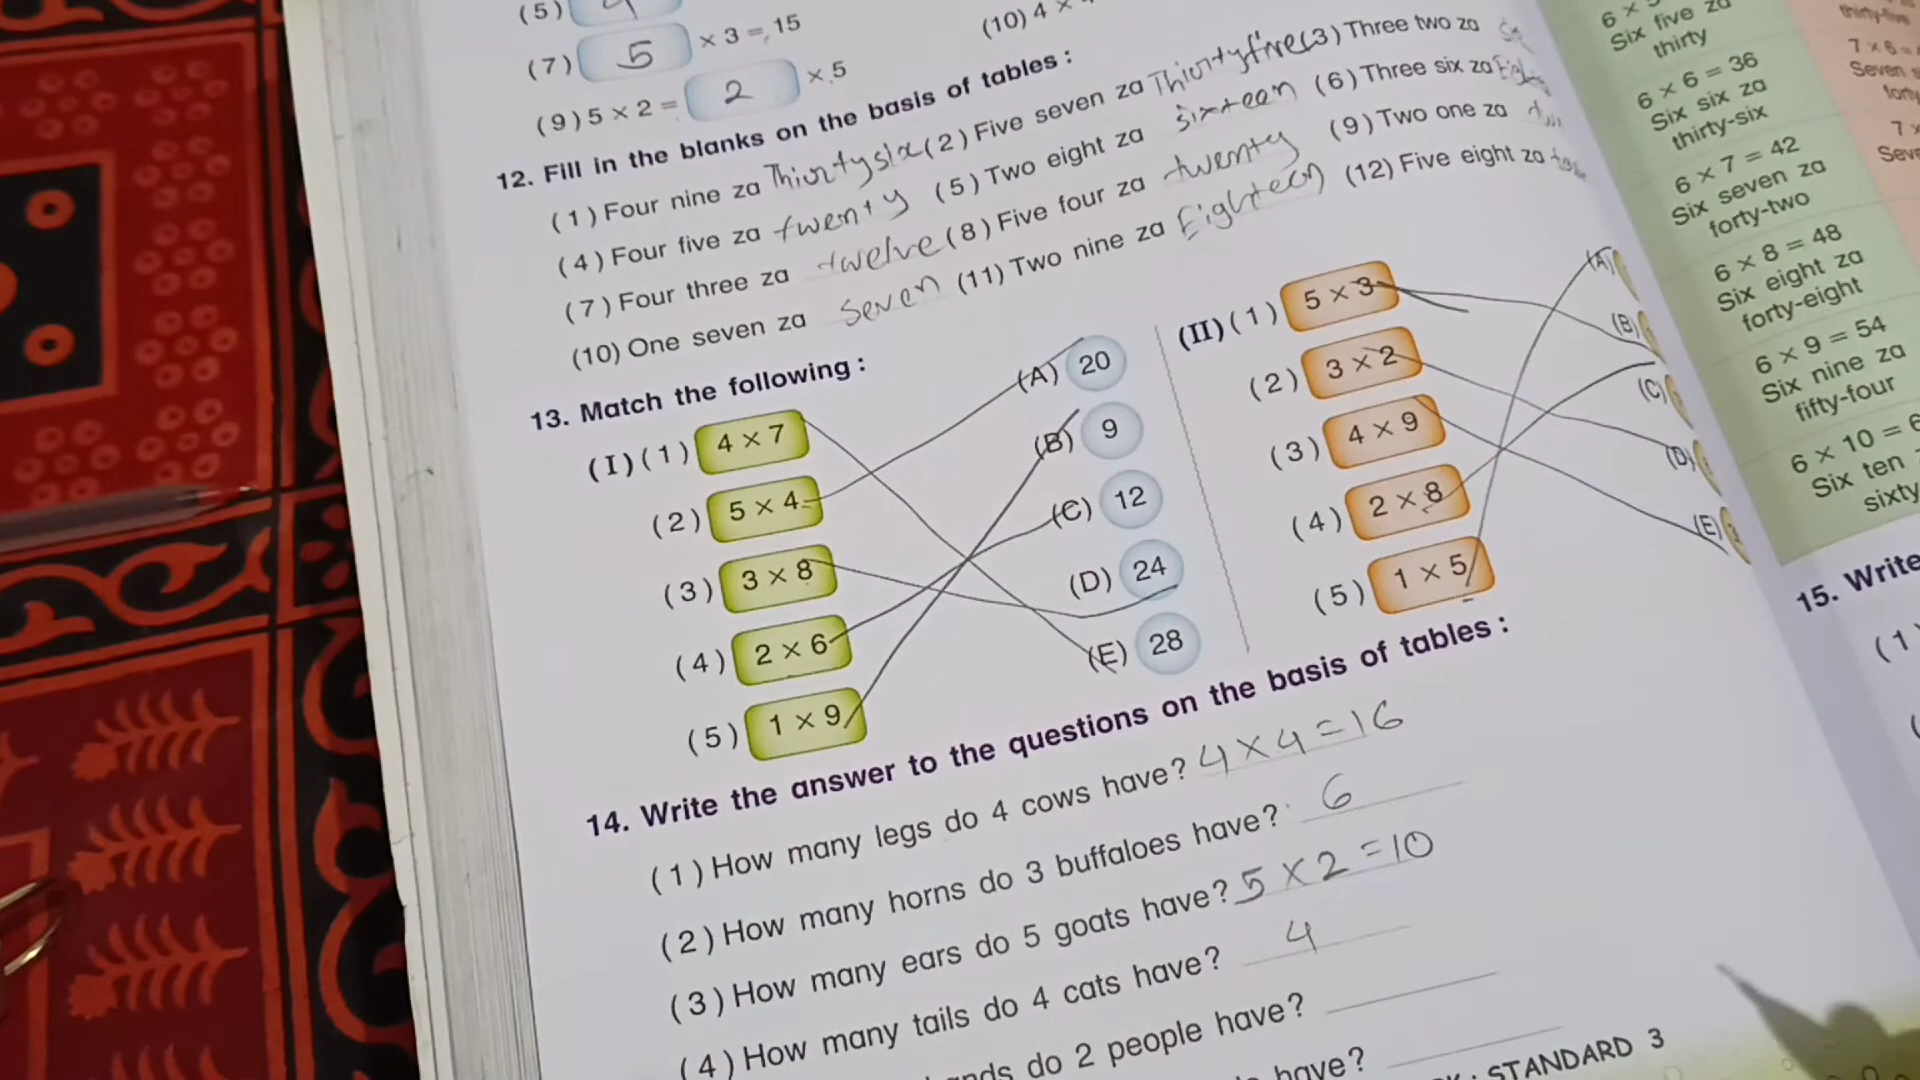 (5)
(7) 5 × 3 = 15
(10) 4 ×
(9) 5 × 2 = 2 × 5
12. Fill in the blanks on the basis of tables :
(1) Four nine za Thirtysix (2) Five seven za Thirtyfive (3) Three two za
(4) Four five za twenty (5) Two eight za sixteen (6) Three six za
(7) Four three za twelve (8) Five four za twenty (9) Two one za
(10) One seven za seven (11) Two nine za Eighteen (12) Five eight za
13. Match the following :
(I) (1) 4 × 7 (A) 20
(2) 5 × 4 (B) 9
(3) 3 × 8 (C) 12
(4) 2 × 6 (D) 24
(5) 1 × 9 (E) 28
(II) (1) 5 × 3 (A)
(2) 3 × 2 (B)
(3) 4 × 9 (C)
(4) 2 × 8 (D)
(5) 1 × 5 (E)
14. Write the answer to the questions on the basis of tables :
(1) How many legs do 4 cows have? 4 × 4 = 16
(2) How many horns do 3 buffaloes have? 6
(3) How many ears do 5 goats have? 5 × 2 = 10
(4) How many tails do 4 cats have? 4
do 2 people have?
have?
STANDARD 3
6 ×
Six five za
thirty
6 × 6 = 36
Six six za
thirty-six
6 × 7 = 42
Six seven za
forty-two
6 × 8 = 48
Six eight za
forty-eight
6 × 9 = 54
Six nine za
fifty-four
6 × 10 = 6
Six ten
sixty
thirty-five
7 × 6 =
Seven
7 ×
15. Write
(1)